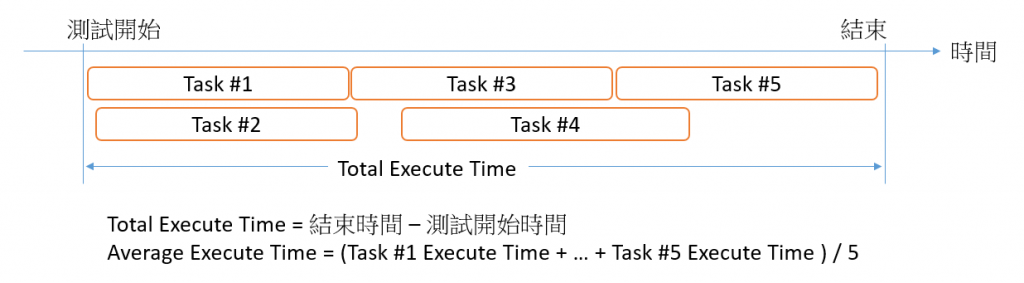 測試開始
結束
時間
Task #1
Task #3
Task #5
Task #2
Task #4
Total Execute Time
Total Execute Time = 結束時間 – 測試開始時間
Average Execute Time = (Task #1 Execute Time + … + Task #5 Execute Time ) / 5